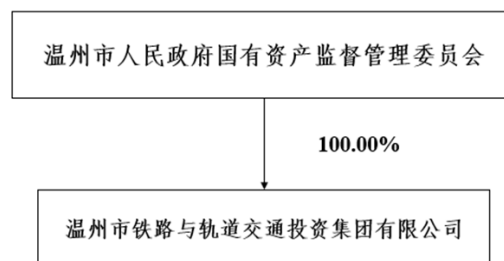 温州市人民政府国有资产监督管理委员会
100.00%
温州市铁路与轨道交通投资集团有限公司